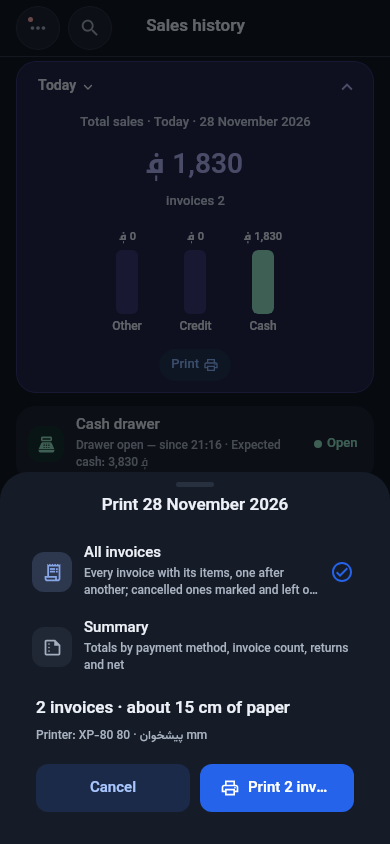 Sales history
Today
Total sales · Today · 28 November 2026
؋ 1,830
invoices 2
؋ 0
؋ 0
؋ 1,830
Other
Credit
Cash
Print
Cash drawer
Drawer open — since 21:16 · Expected
cash: 3,830 ؋
Open
Print 28 November 2026
All invoices
Every invoice with its items, one after
another; cancelled ones marked and left o…
Summary
Totals by payment method, invoice count, returns
and net
2 invoices · about 15 cm of paper
Printer: XP-80 80 · پیشخوان mm
Cancel
Print 2 inv…